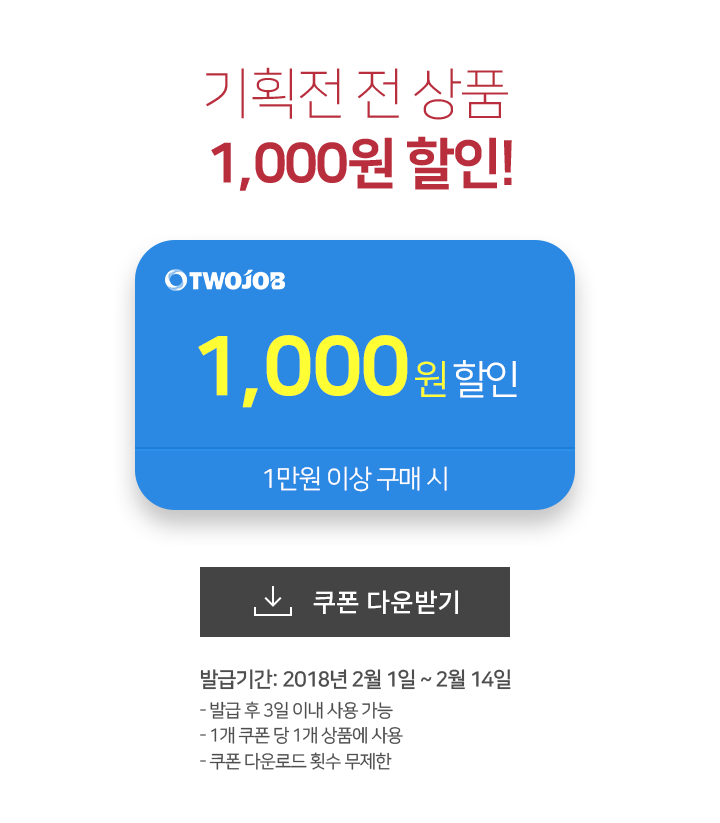 기획전 전 상품
1,000원 할인!
TWOJOB
1,000원 할인
1만원 이상 구매 시
쿠폰 다운받기
발급기간: 2018년 2월 1일 ~ 2월 14일
- 발급 후 3일 이내 사용 가능
- 1개 쿠폰 당 1개 상품에 사용
- 쿠폰 다운로드 횟수 무제한